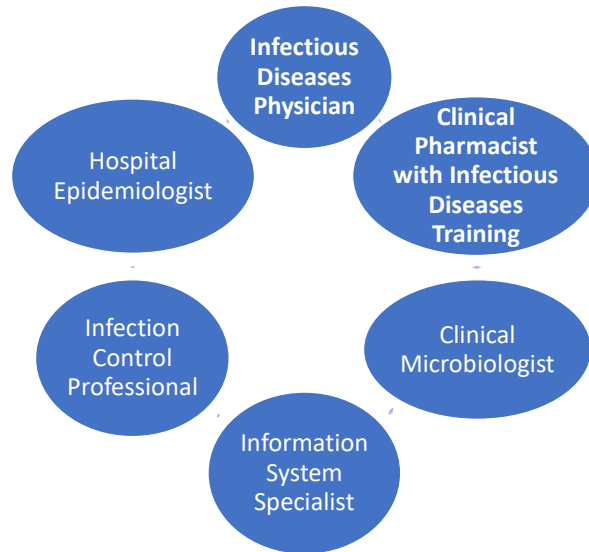 Infectious
Diseases
Physician
Clinical
Pharmacist
with Infectious
Diseases
Training
Clinical
Microbiologist
Information
System
Specialist
Infection
Control
Professional
Hospital
Epidemiologist